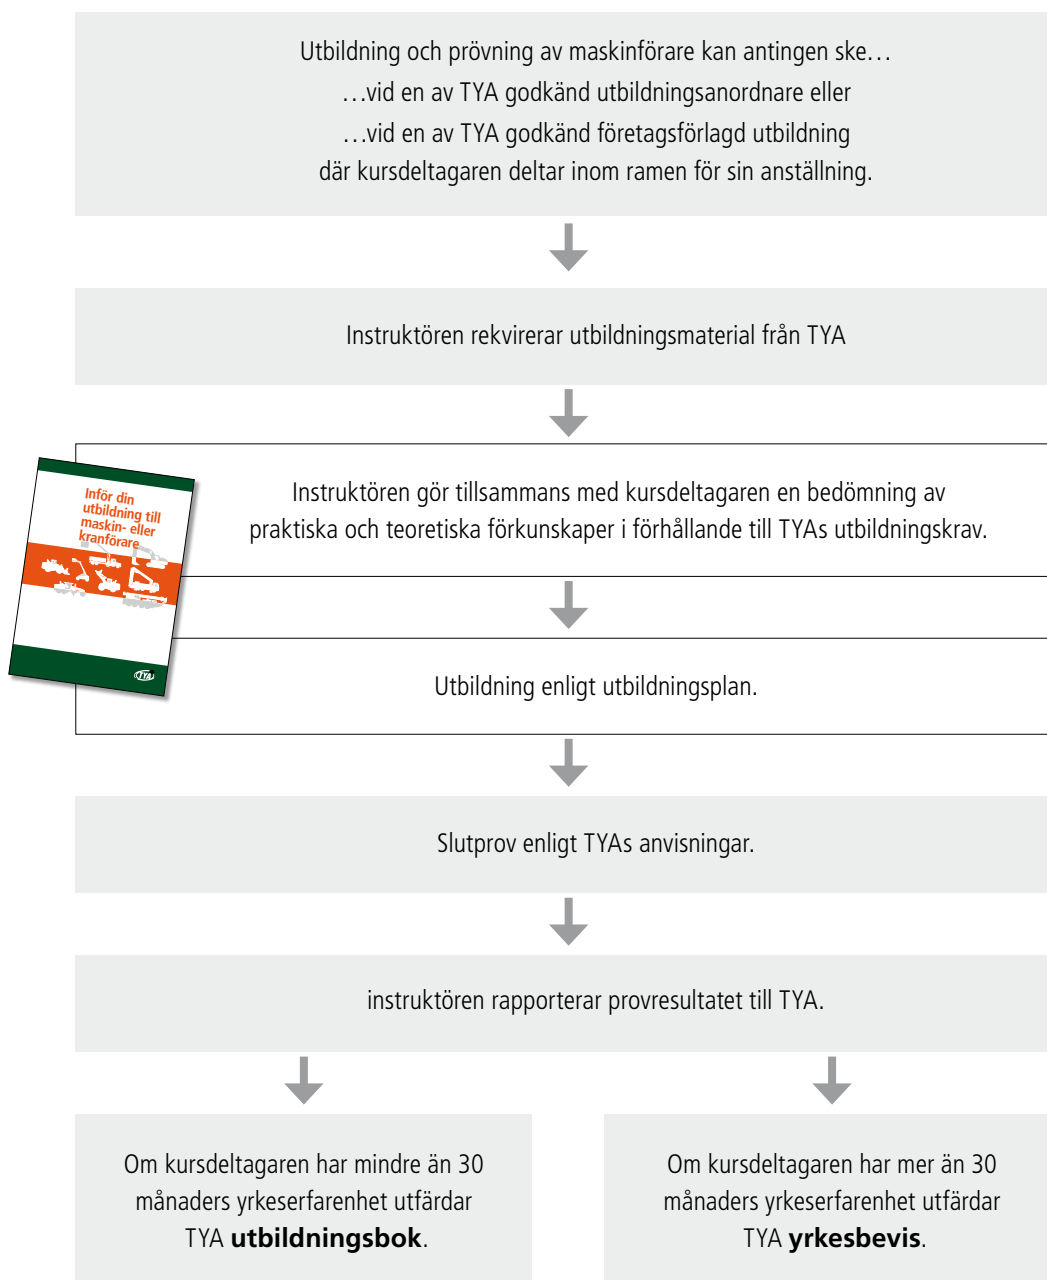 Utbildning och prövning av maskinförare kan antingen ske…
…vid en av TYA godkänd utbildningsanordnare eller
…vid en av TYA godkänd företagsförlagd utbildning
där kursdeltagaren deltar inom ramen för sin anställning.
Instruktören rekvirerar utbildningsmaterial från TYA
Inför din
utbildning till
maskin- eller
kranförare
TYA
Instruktören gör tillsammans med kursdeltagaren en bedömning av
praktiska och teoretiska förkunskaper i förhållande till TYAs utbildningskrav.
Utbildning enligt utbildningsplan.
Slutprov enligt TYAs anvisningar.
instruktören rapporterar provresultatet till TYA.
Om kursdeltagaren har mindre än 30
månaders yrkeserfarenhet utfärdar
TYA utbildningsbok.
Om kursdeltagaren har mer än 30
månaders yrkeserfarenhet utfärdar
TYA yrkesbevis.